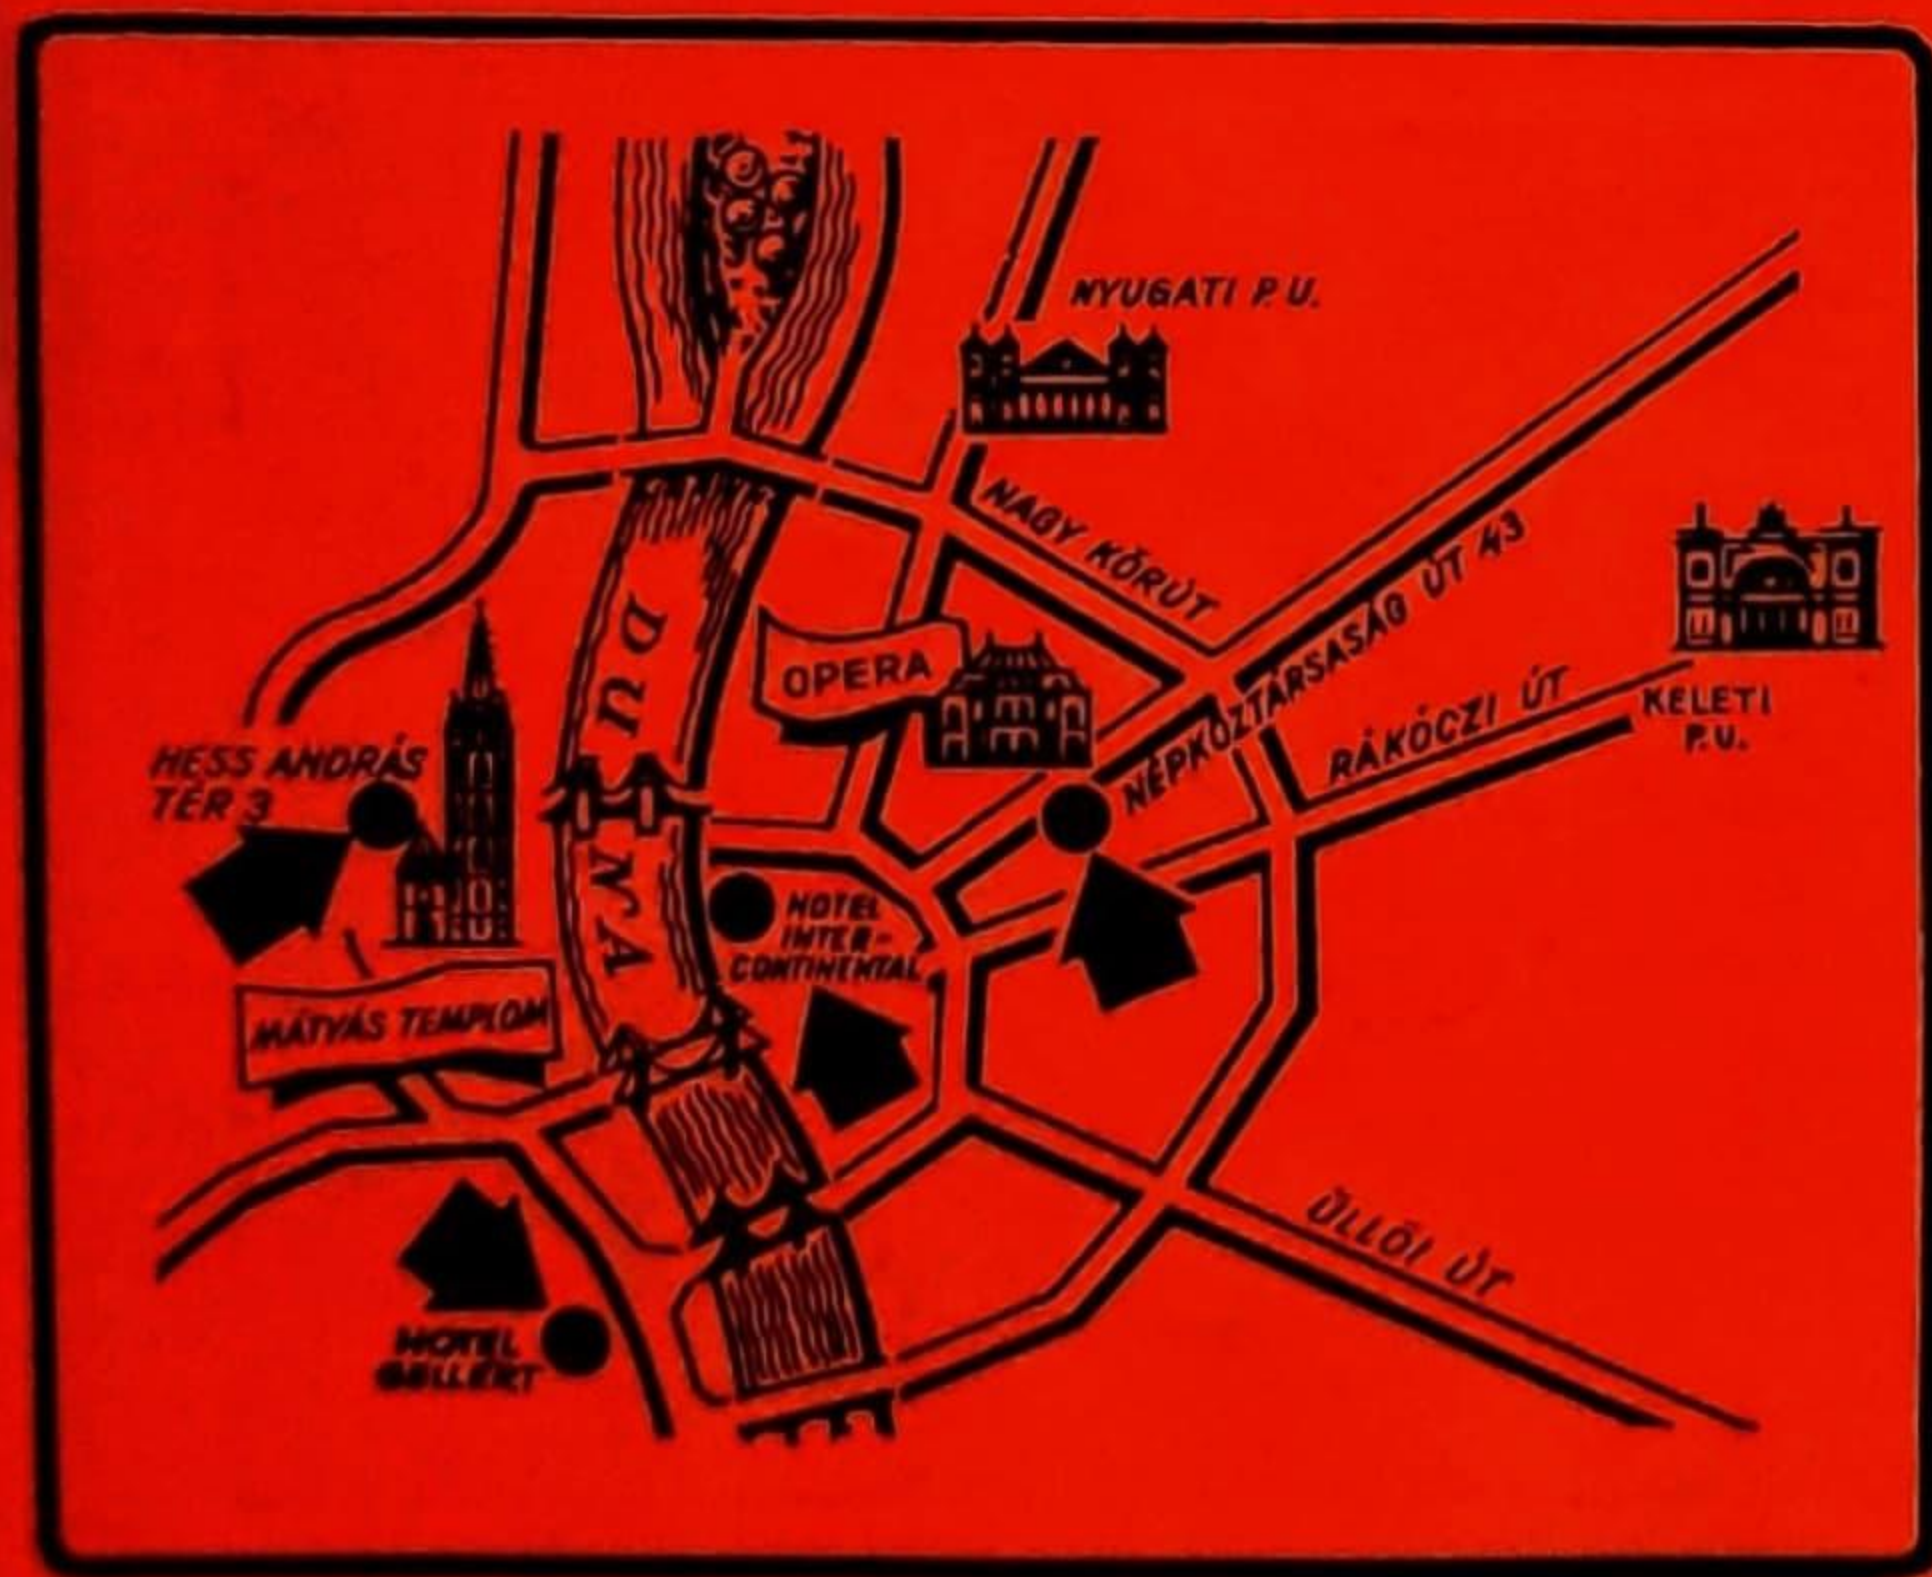 NYUGATI P.U.
NAGY KŐRÚT
NÉPKÖZTÁRSASÁG ÚT 43
OPERA
DUNA
RÁKÓCZI ÚT
KELETI
P.U.
HESS ANDRÁS
TÉR 3
HOTEL
INTER-
CONTINENTAL
MÁTYÁS TEMPLOM
ÜLLŐI ÚT
HOTEL
GELLÉRT